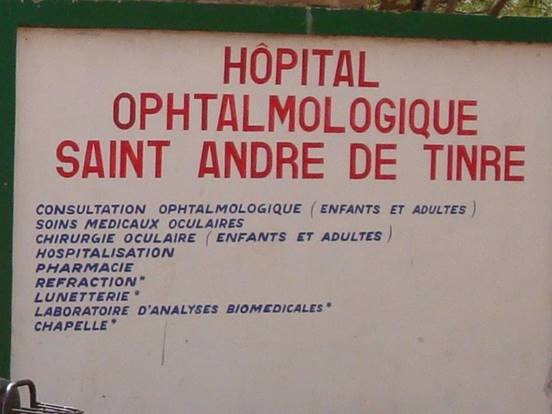 HÔPITAL
OPHTALMOLOGIQUE
SAINT ANDRE DE TINRE
CONSULTATION OPHTALMOLOGIQUE ( ENFANTS ET ADULTES )
SOINS MEDICAUX OCULAIRES
CHIRURGIE OCULAIRE ( ENFANTS ET ADULTES )
HOSPITALISATION
PHARMACIE
REFRACTION*
LUNETTERIE*
LABORATOIRE D'ANALYSES BIOMEDICALES*
CHAPELLE*